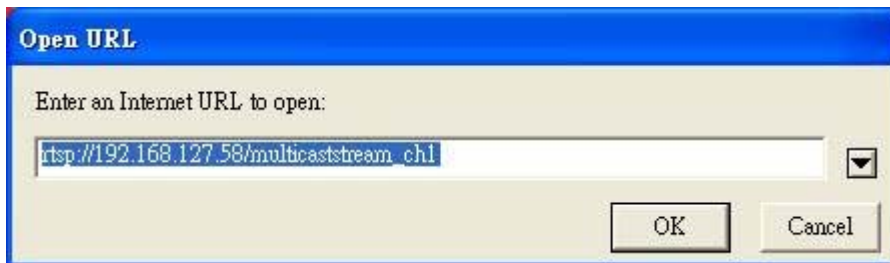 Open URL
Enter an Internet URL to open:
rtsp://192.168.127.58/multicaststream_ch1
OK Cancel